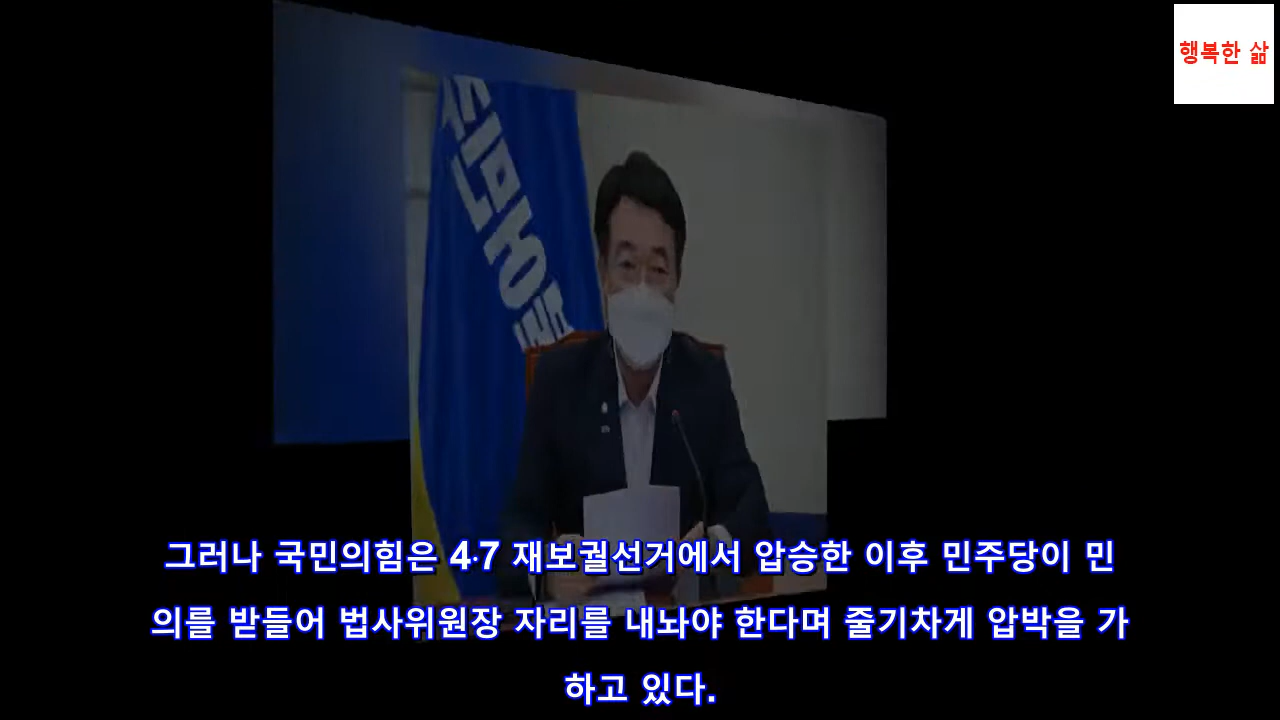 행복한 삶
그러나 국민의힘은 4·7 재보궐선거에서 압승한 이후 민주당이 민
의를 받들어 법사위원장 자리를 내놔야 한다며 줄기차게 압박을 가
하고 있다.